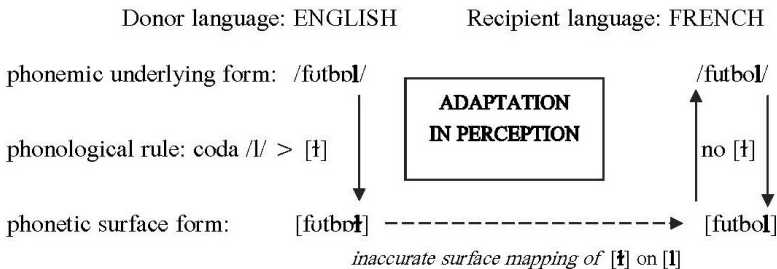 Donor language: ENGLISH Recipient language: FRENCH
phonemic underlying form: /fʊtbɒl/ /futbol/
ADAPTATION
IN PERCEPTION
phonological rule: coda /l/ > [ɫ] no [ɫ]
phonetic surface form: [fʊtbɒɫ] [futbol]
inaccurate surface mapping of [ɫ] on [l]